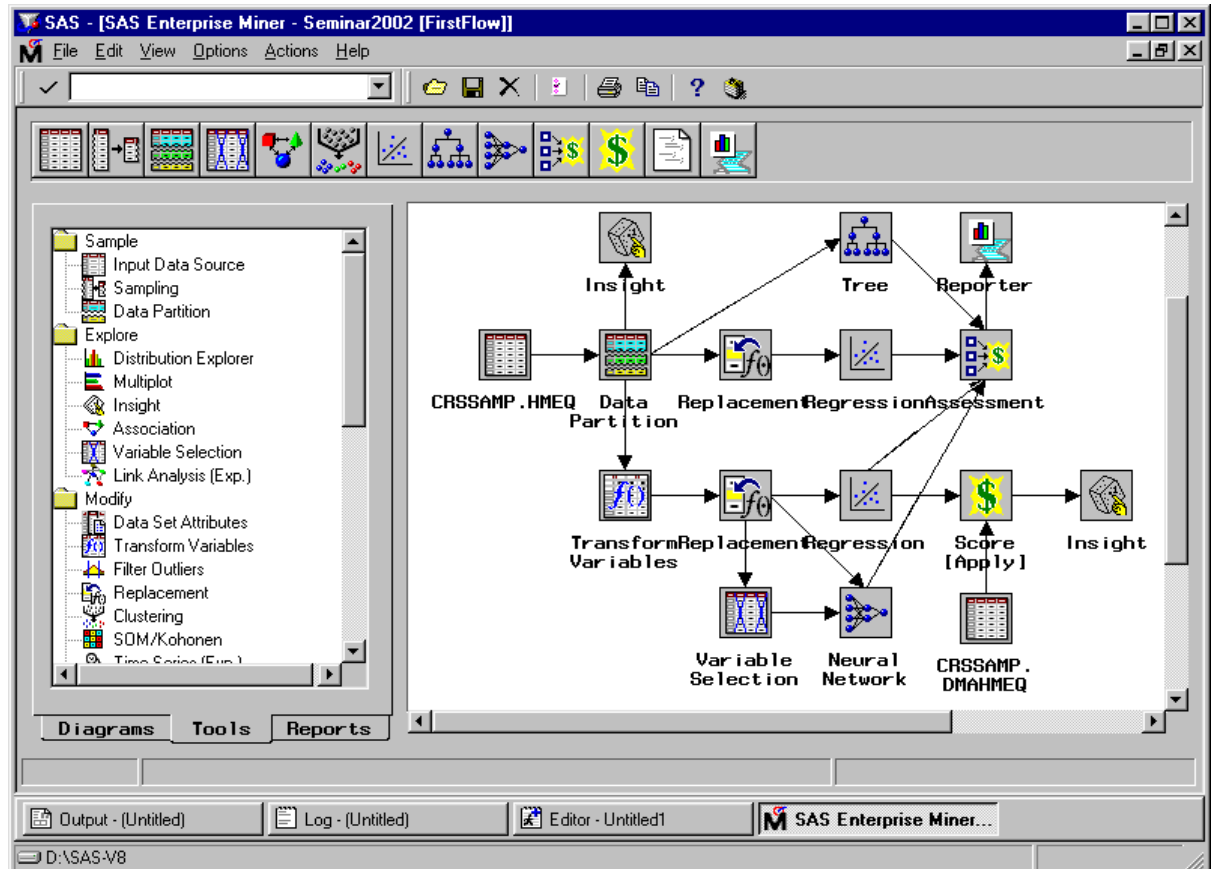 SAS - [SAS Enterprise Miner - Seminar2002 [FirstFlow]]
File Edit View Options Actions Help
Sample
Input Data Source
Sampling
Data Partition
Explore
Distribution Explorer
Multiplot
Insight
Association
Variable Selection
Link Analysis (Exp.)
Modify
Data Set Attributes
Transform Variables
Filter Outliers
Replacement
Clustering
SOM/Kohonen
Time Series (Exp.)
Diagrams Tools Reports
Insight Tree Reporter
CRSSAMP.HMEQ Data Replacement Regression Assessment
Partition
Transform Replacement Regression Score Insight
Variables [Apply]
Variable Neural CRSSAMP.
Selection Network DMAHMEQ
Output - (Untitled) Log - (Untitled) Editor - Untitled1 SAS Enterprise Miner...
D:\SAS-V8